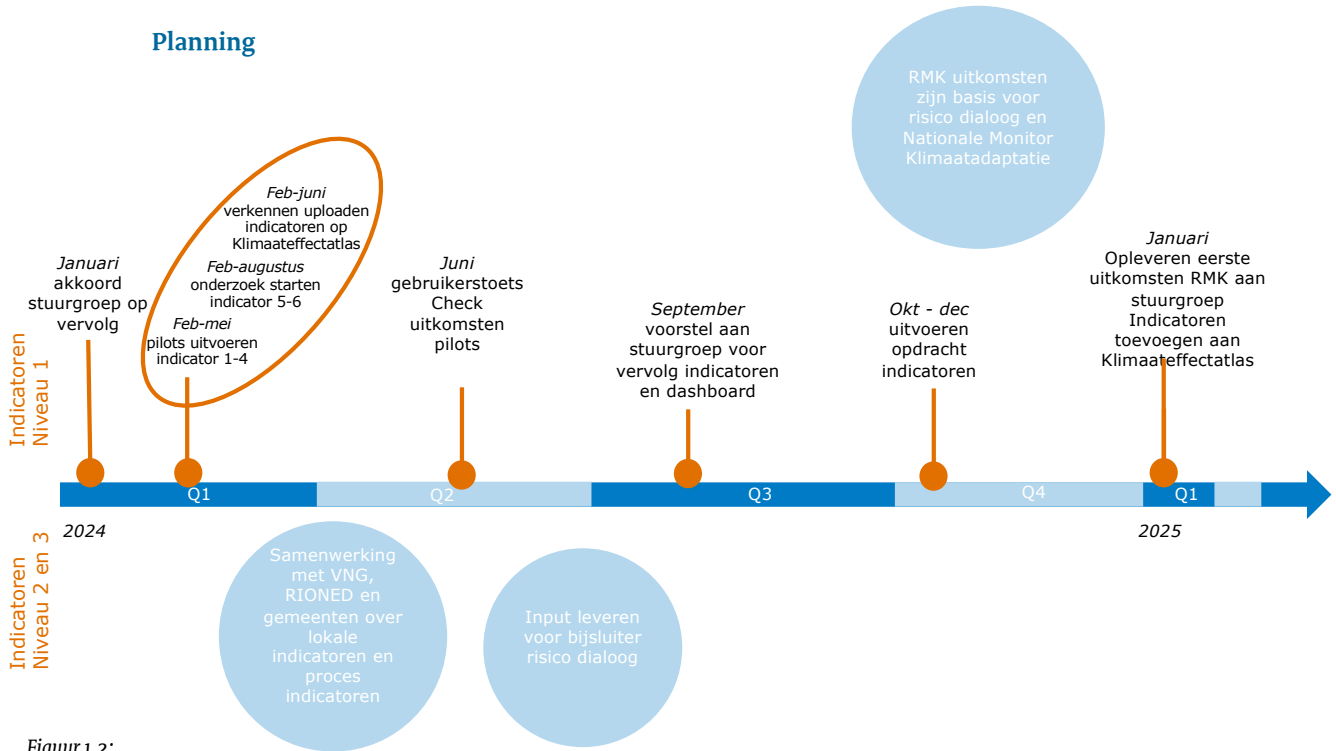 Planning
RMK uitkomsten
zijn basis voor
risico dialoog en
Nationale Monitor
Klimaatadaptatie
Feb-juni
verkennen uploaden
indicatoren op
Klimaateffectatlas
Feb-augustus
onderzoek starten
indicator 5-6
Feb-mei
pilots uitvoeren
indicator 1-4
Januari
akkoord
stuurgroep op
vervolg
Juni
gebruikerstoets
Check
uitkomsten
pilots
September
voorstel aan
stuurgroep voor
vervolg indicatoren
en dashboard
Okt - dec
uitvoeren
opdracht
indicatoren
Januari
Opleveren eerste
uitkomsten RMK aan
stuurgroep
Indicatoren
toevoegen aan
Klimaateffectatlas
Indicatoren
Niveau 1
Q1
Q2
Q3
Q4
Q1
2024
2025
Indicatoren
Niveau 2 en 3
Samenwerking
met VNG,
RIONED en
gemeenten over
lokale
indicatoren en
proces
indicatoren
Input leveren
voor bijsluiter
risico dialoog
Figuur 1.2: